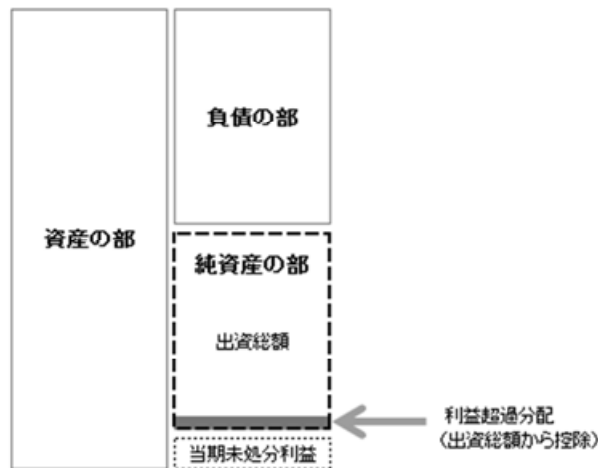 資産の部
負債の部
純資産の部
出資総額
当期未処分利益
利益超過分配
（出資総額から控除）